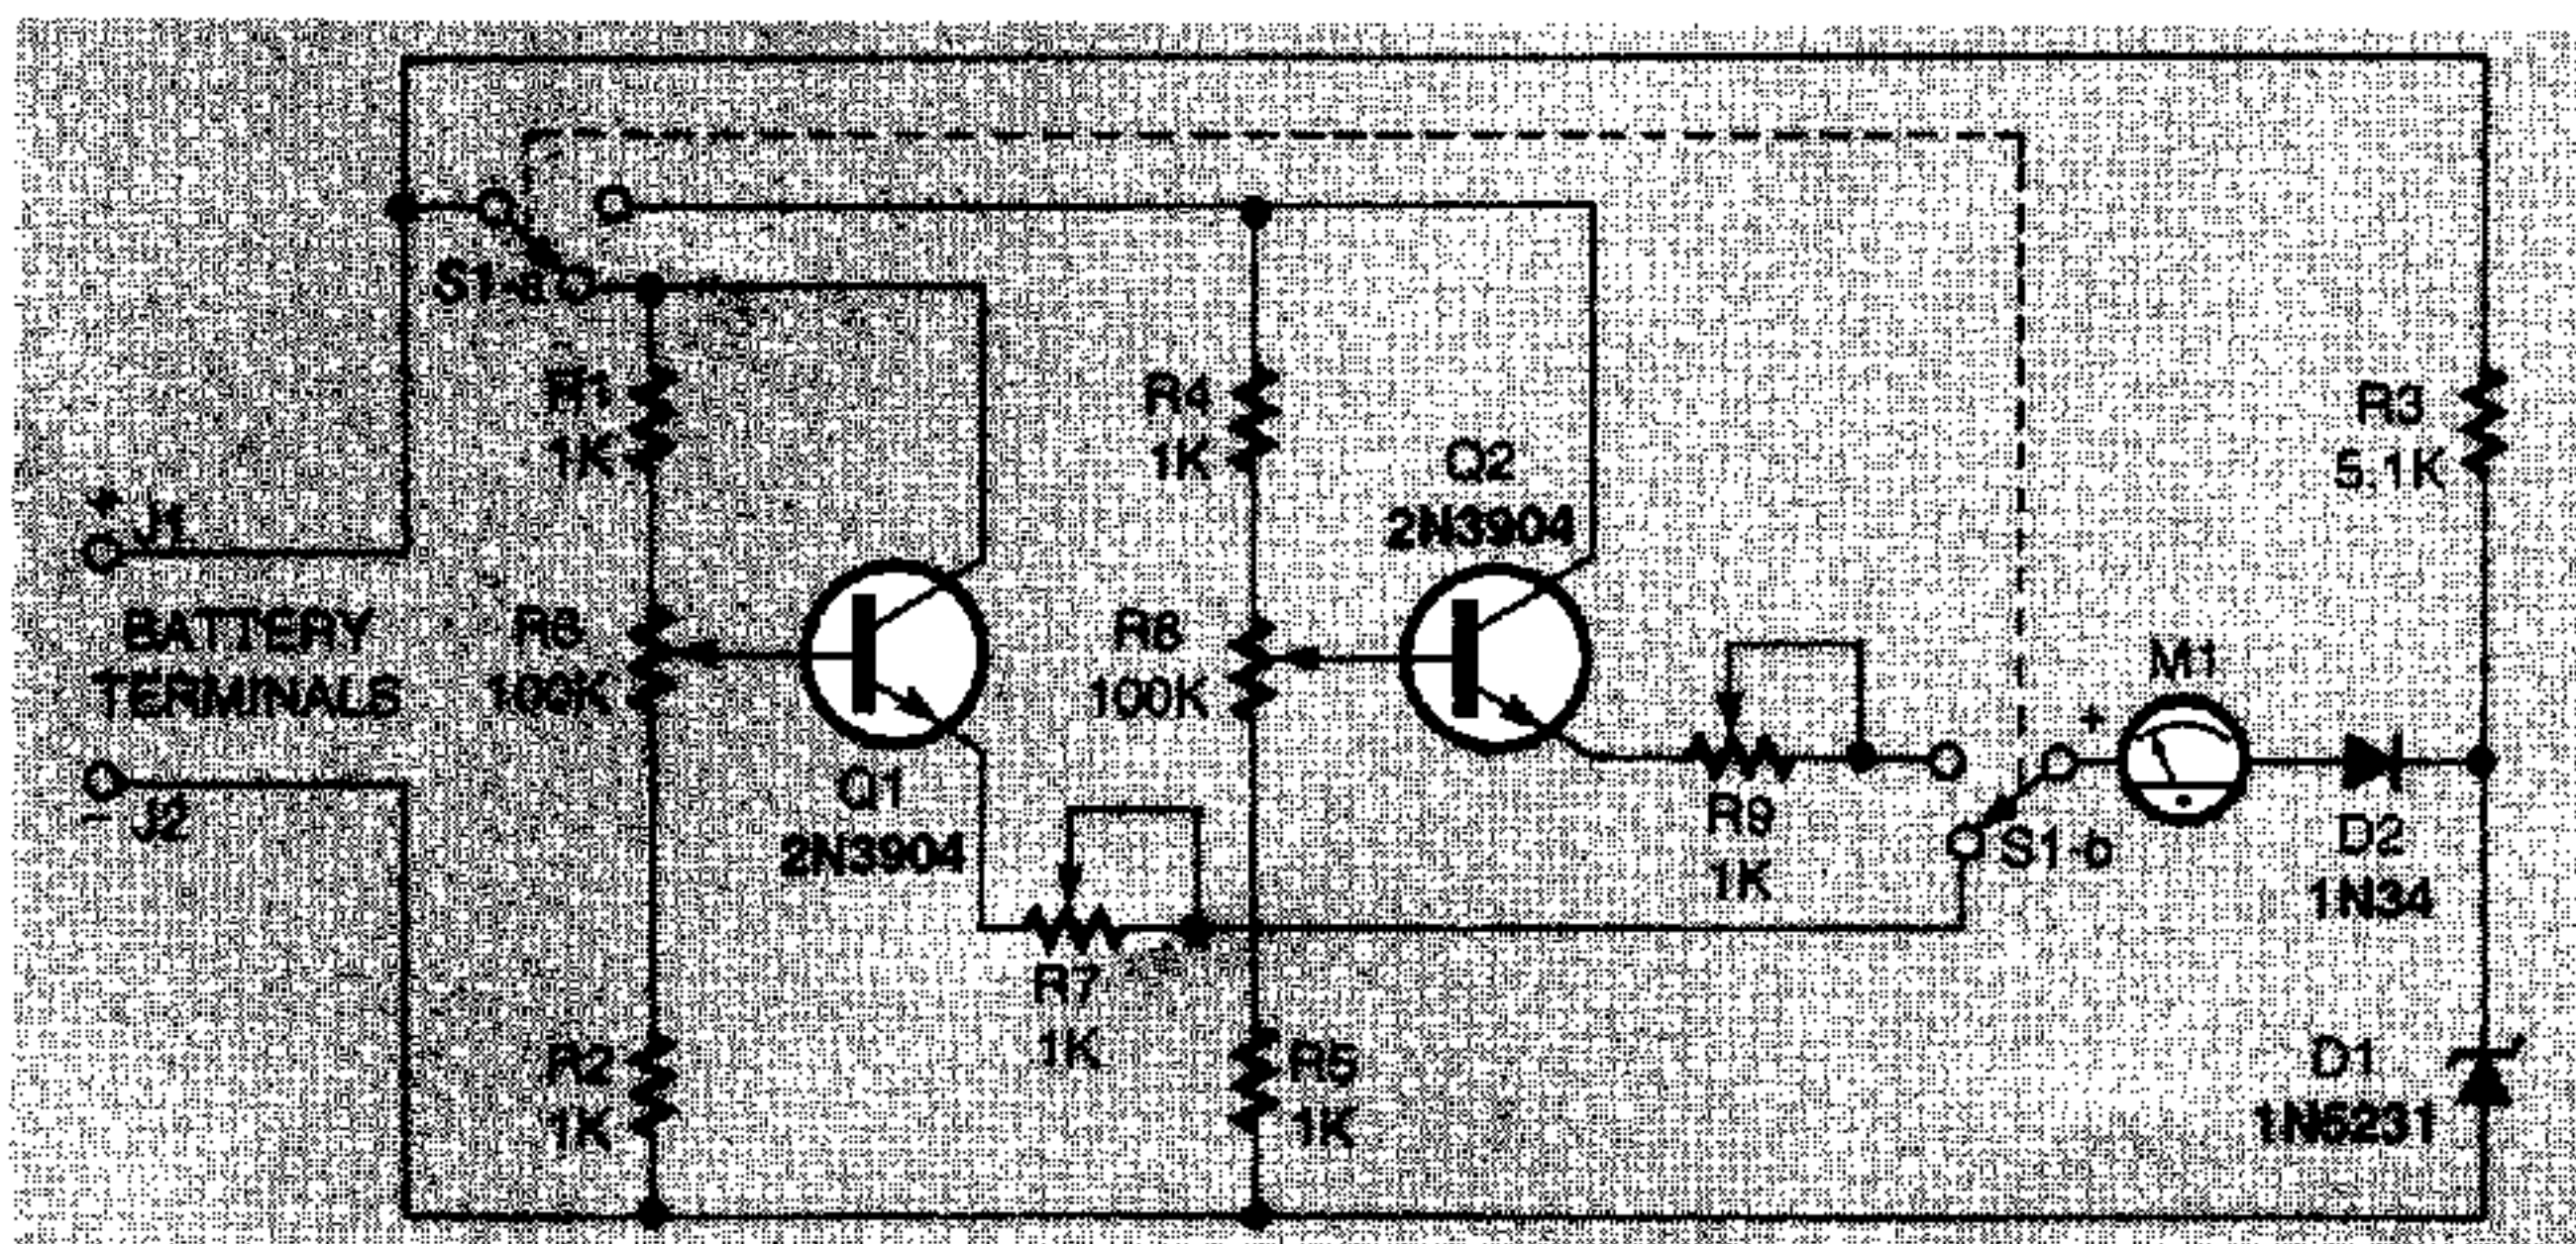 S1-a
R1
1K
R4
1K
Q2
2N3904
R3
5.1K
+
J1
BATTERY
TERMINALS
R6
100K
R8
100K
M1
+
- J2
Q1
2N3904
R9
1K
S1-b
D2
1N34
R7
1K
R2
1K
R5
1K
D1
1N5231